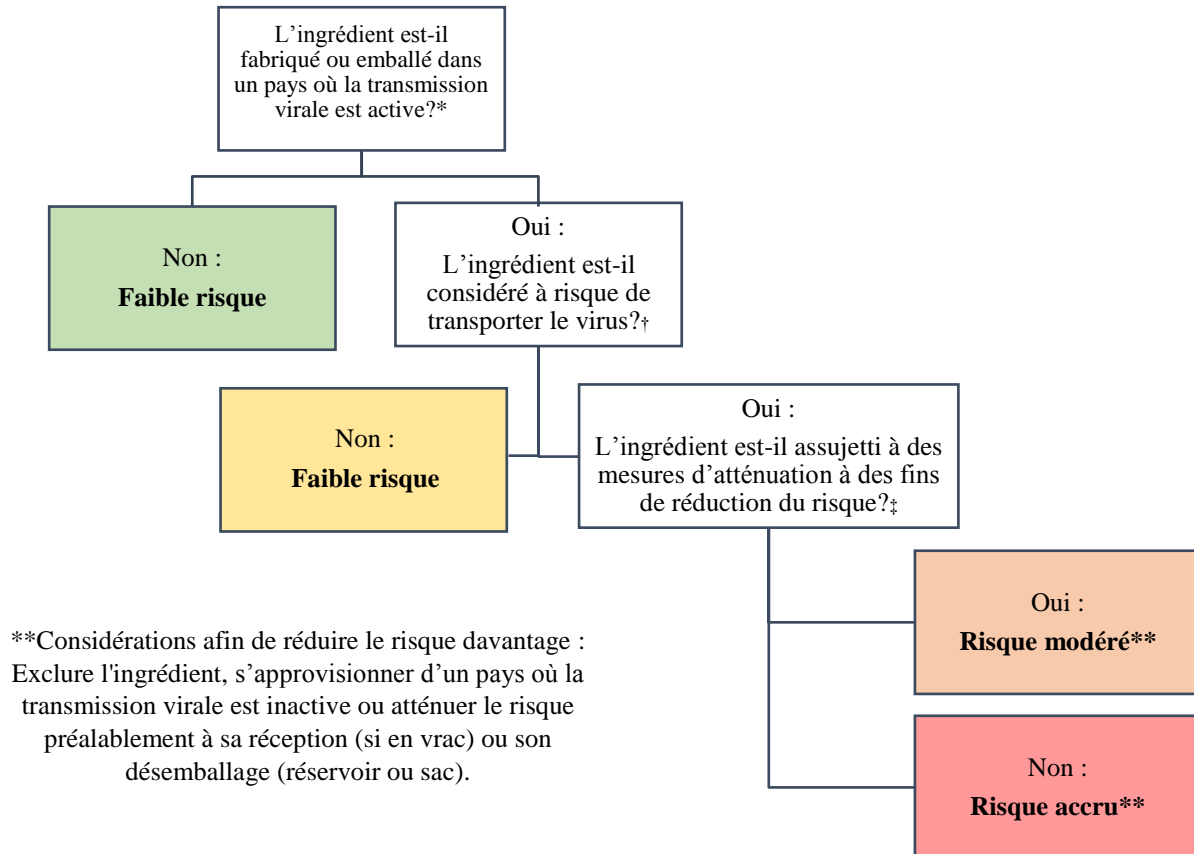 L’ingrédient est-il
fabriqué ou emballé dans
un pays où la transmission
virale est active?*
Non :
Faible risque
Oui :
L’ingrédient est-il
considéré à risque de
transporter le virus?†
Non :
Faible risque
Oui :
L’ingrédient est-il assujetti à des
mesures d’atténuation à des fins
de réduction du risque?‡
Oui :
Risque modéré**
Non :
Risque accru**
**Considérations afin de réduire le risque davantage :
Exclure l'ingrédient, s’approvisionner d’un pays où la
transmission virale est inactive ou atténuer le risque
préalablement à sa réception (si en vrac) ou son
désemballage (réservoir ou sac).